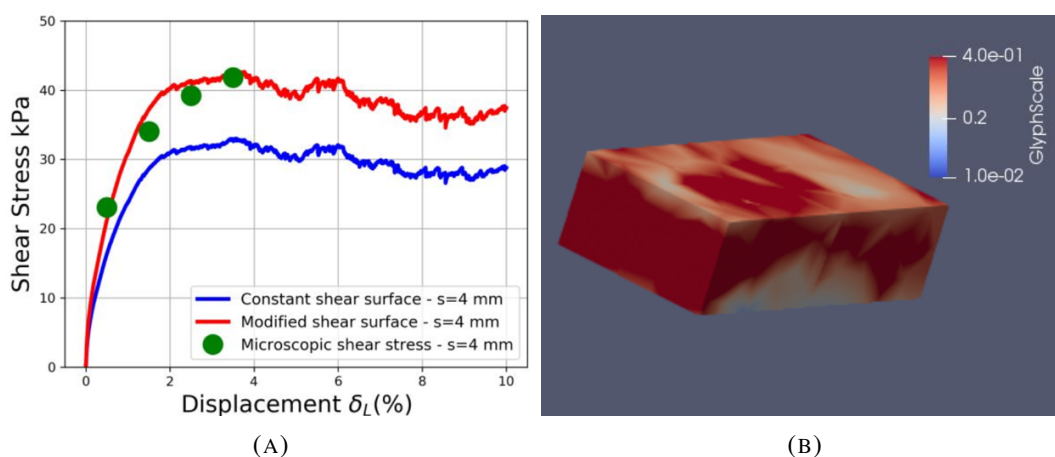 50
40
30
20
10
0
Shear Stress kPa
Constant shear surface - s=4 mm
Modified shear surface - s=4 mm
Microscopic shear stress - s=4 mm
0 2 4 6 8 10
Displacement δ_L(%)
(A)
4.0e-01
0.2
1.0e-02
GlyphScale
(B)